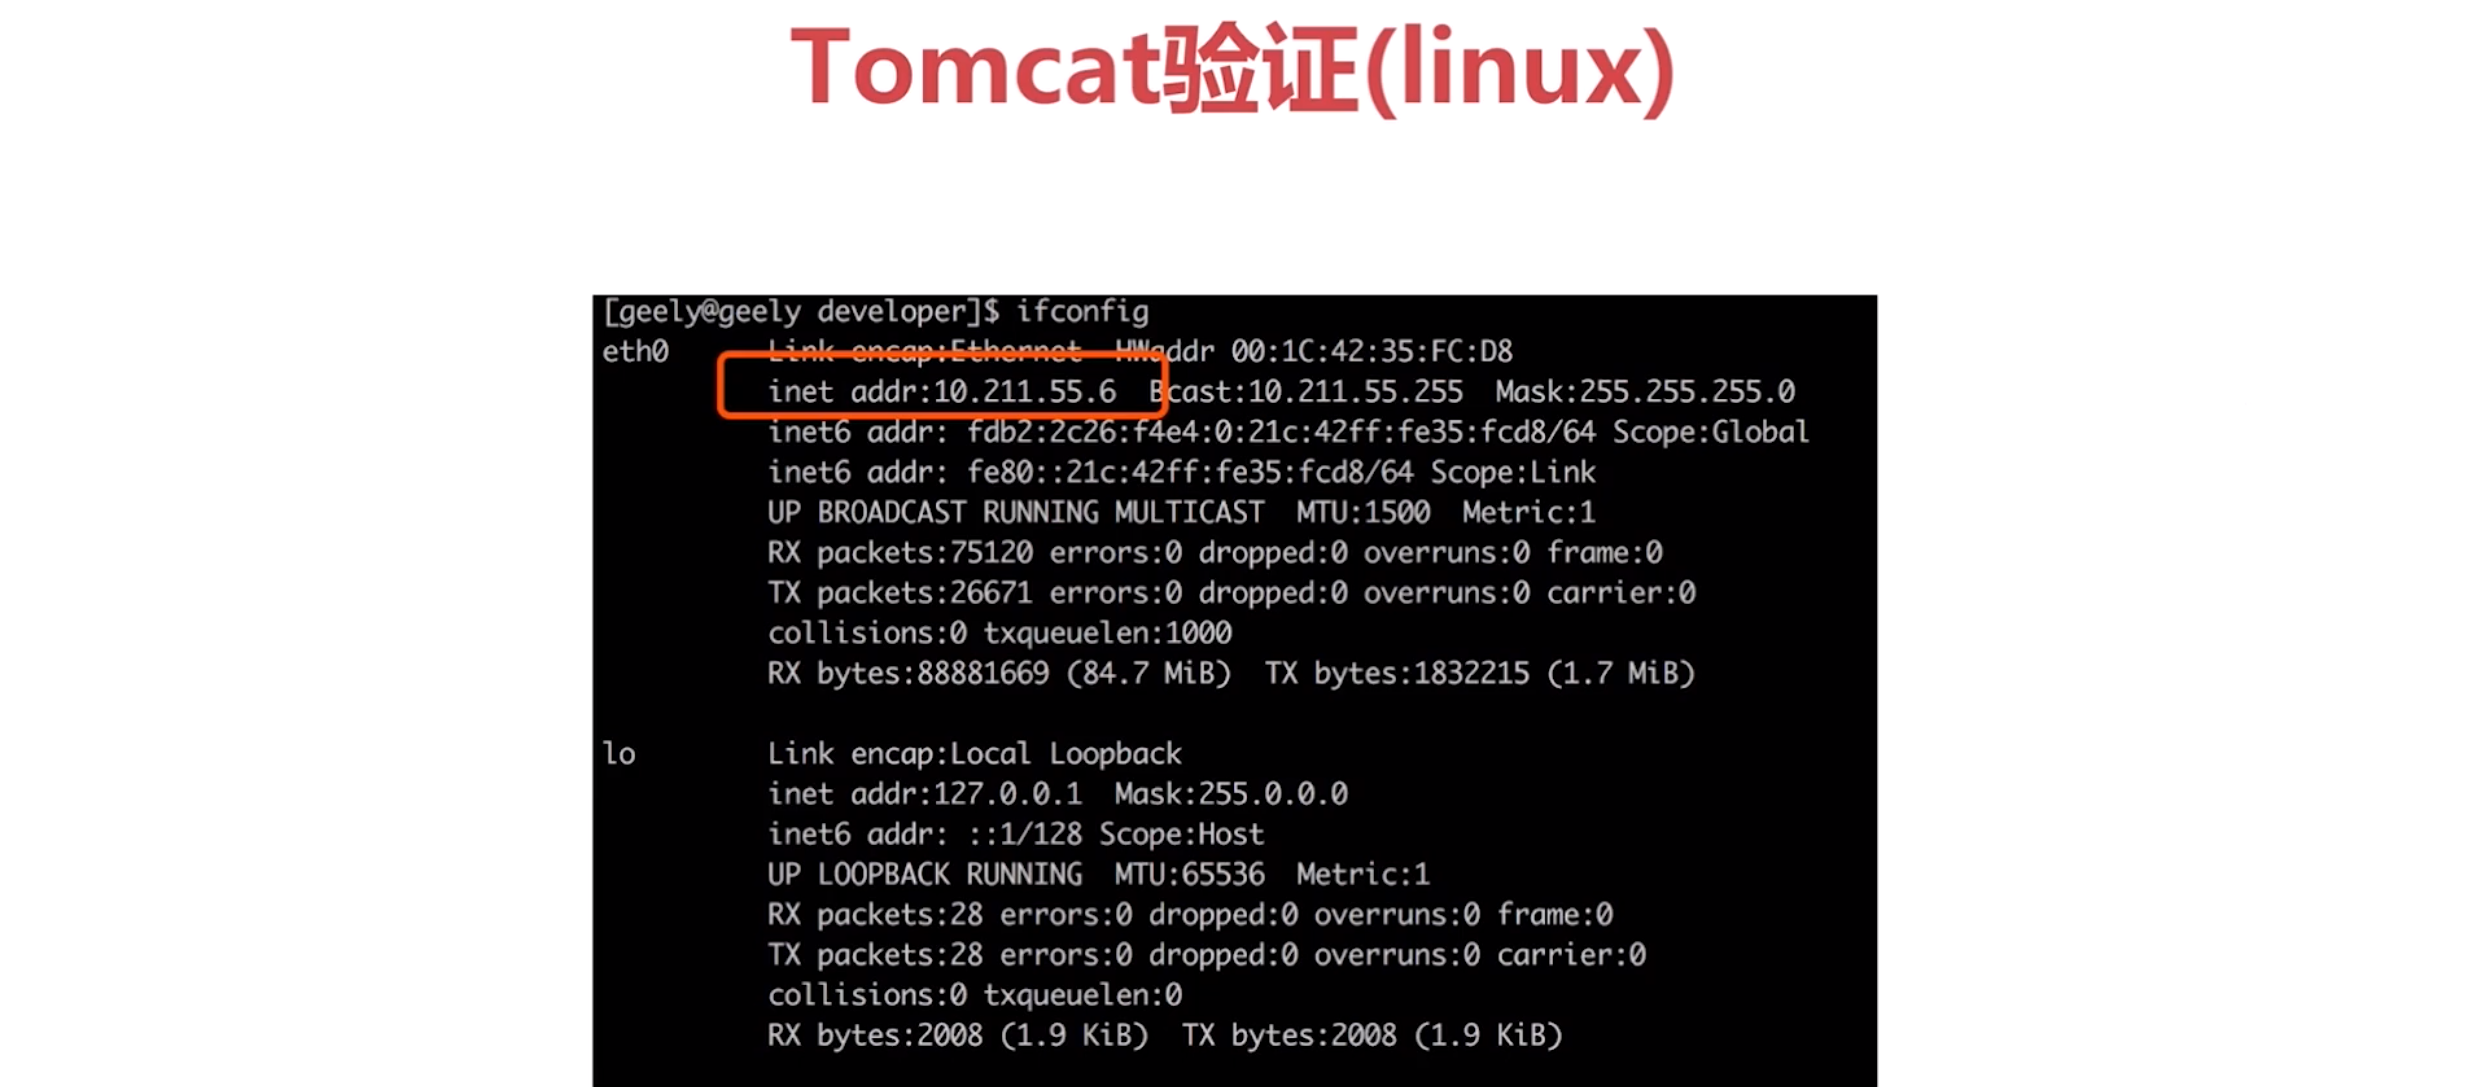 Tomcat验证(linux)
[geely@geely developer]$ ifconfig
eth0 Link encap:Ethernet HWaddr 00:1C:42:35:FC:D8
inet addr:10.211.55.6 Bcast:10.211.55.255 Mask:255.255.255.0
inet6 addr: fdb2:2c26:f4e4:0:21c:42ff:fe35:fcd8/64 Scope:Global
inet6 addr: fe80::21c:42ff:fe35:fcd8/64 Scope:Link
UP BROADCAST RUNNING MULTICAST MTU:1500 Metric:1
RX packets:75120 errors:0 dropped:0 overruns:0 frame:0
TX packets:26671 errors:0 dropped:0 overruns:0 carrier:0
collisions:0 txqueuelen:1000
RX bytes:88881669 (84.7 MiB) TX bytes:1832215 (1.7 MiB)
lo Link encap:Local Loopback
inet addr:127.0.0.1 Mask:255.0.0.0
inet6 addr: ::1/128 Scope:Host
UP LOOPBACK RUNNING MTU:65536 Metric:1
RX packets:28 errors:0 dropped:0 overruns:0 frame:0
TX packets:28 errors:0 dropped:0 overruns:0 carrier:0
collisions:0 txqueuelen:0
RX bytes:2008 (1.9 KiB) TX bytes:2008 (1.9 KiB)